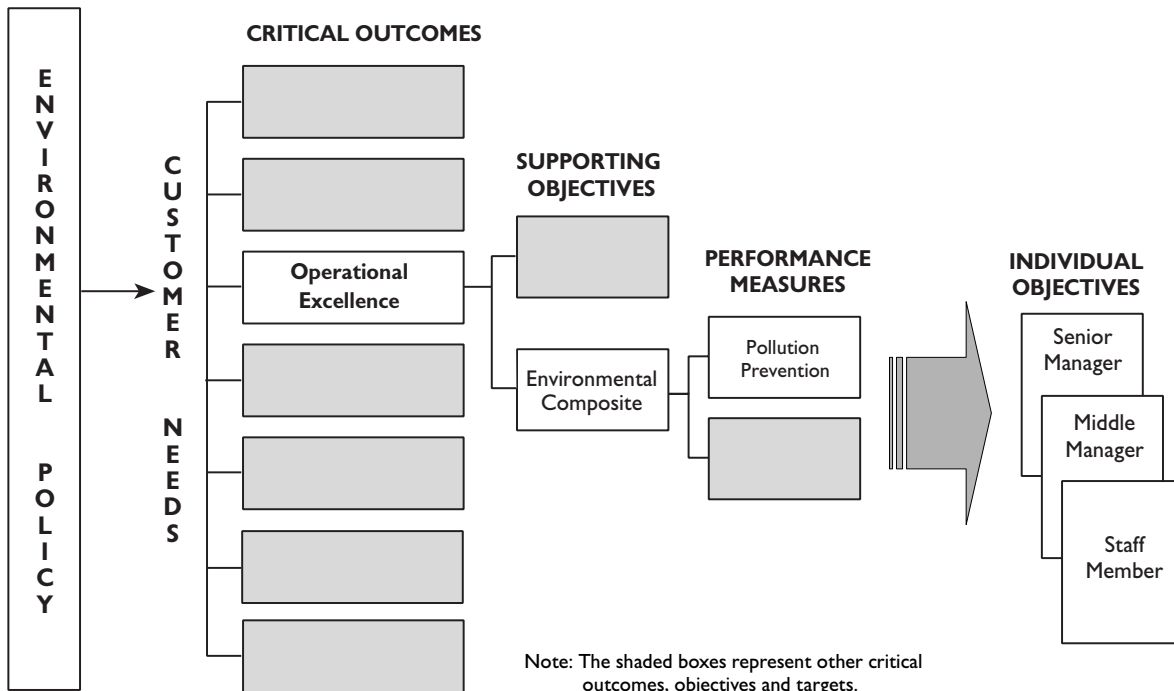 ENVIRONMENTAL POLICY
CUSTOMER NEEDS
CRITICAL OUTCOMES
Operational
Excellence
SUPPORTING
OBJECTIVES
Environmental
Composite
PERFORMANCE
MEASURES
Pollution
Prevention
INDIVIDUAL
OBJECTIVES
Senior
Manager
Middle
Manager
Staff
Member
Note: The shaded boxes represent other critical
outcomes, objectives and targets.